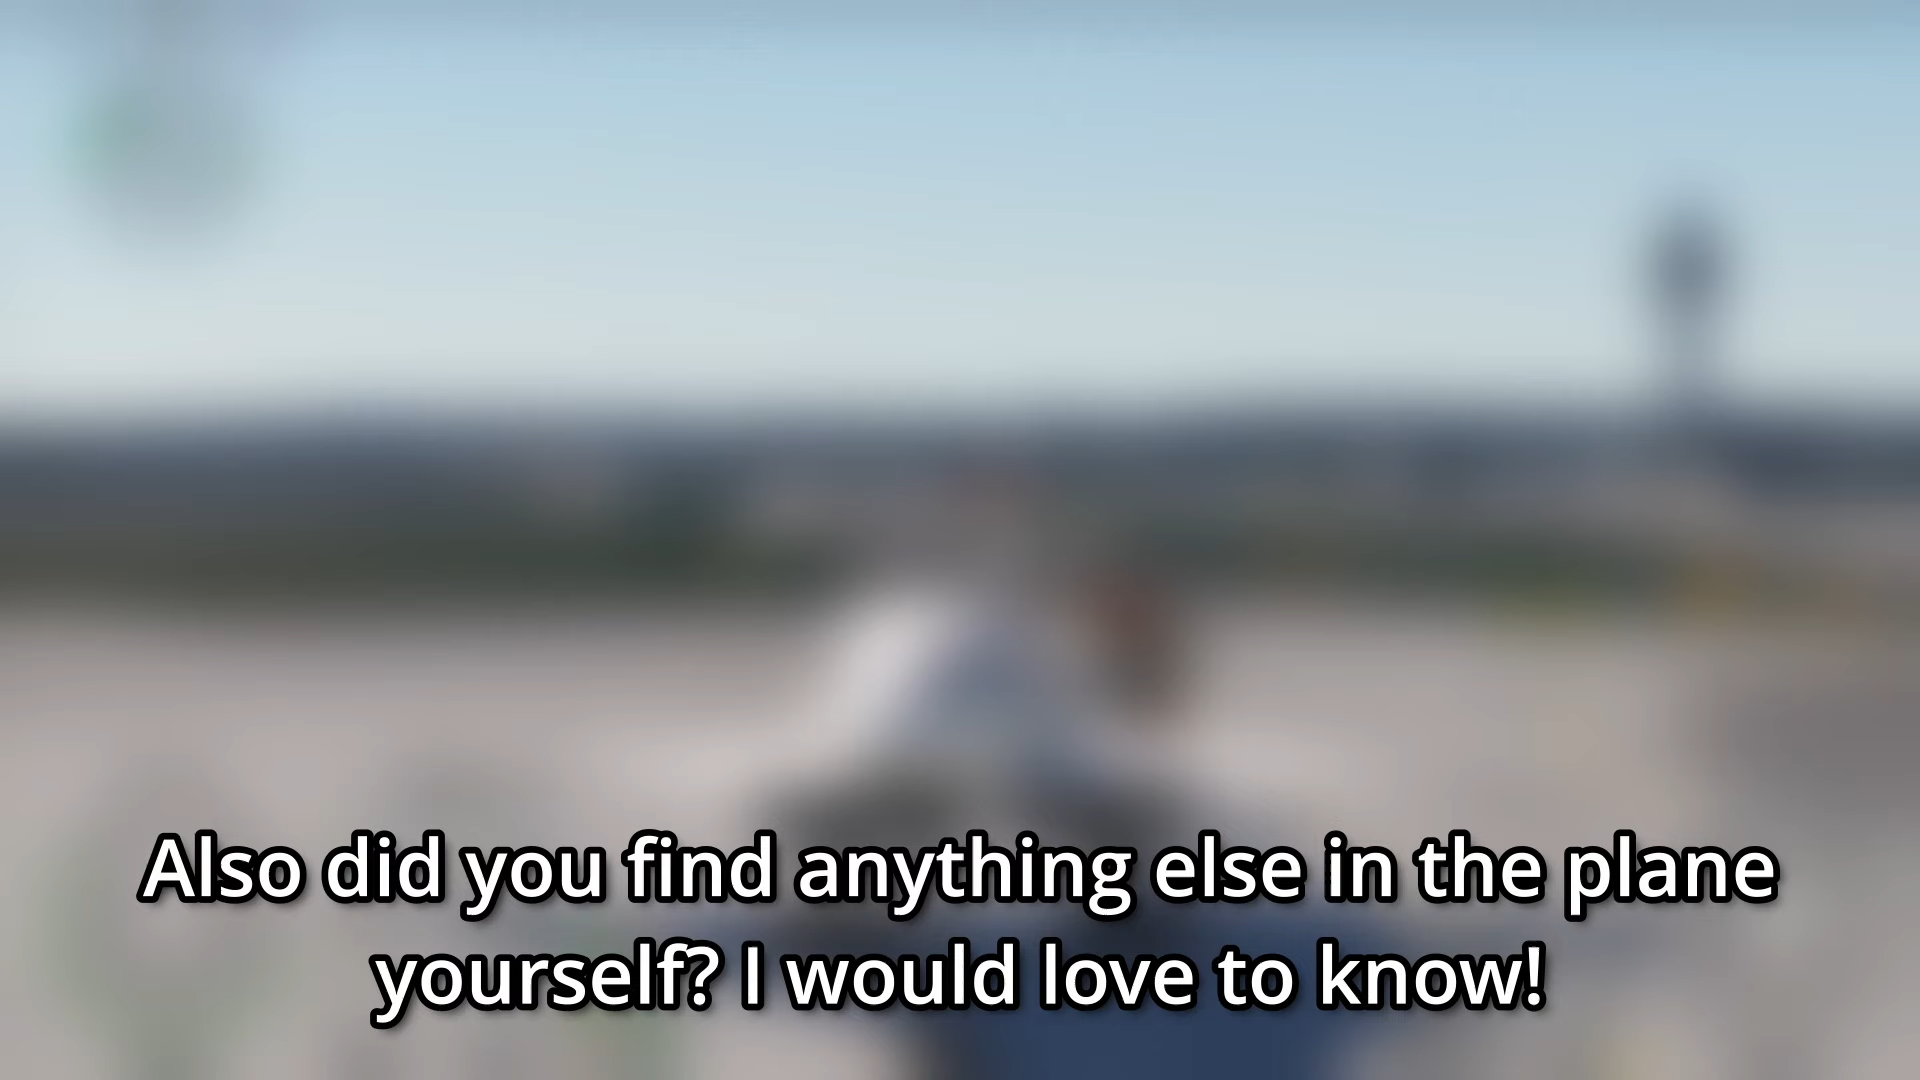 Also did you find anything else in the plane
yourself? I would love to know!